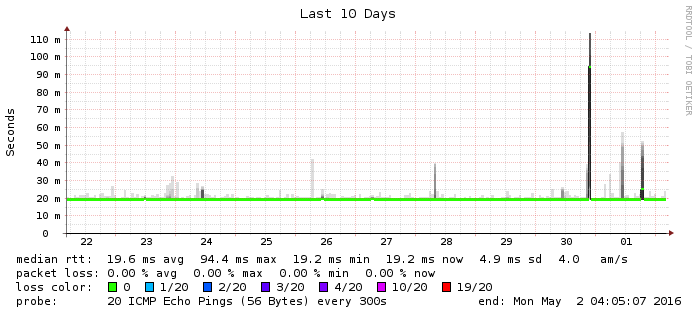 Last 10 Days
RRDTOOL / TOBI OETIKER
Seconds
110 m
100 m
90 m
80 m
70 m
60 m
50 m
40 m
30 m
20 m
10 m
0
22 23 24 25 26 27 28 29 30 01
median rtt: 19.6 ms avg 94.4 ms max 19.2 ms min 19.2 ms now 4.9 ms sd 4.0 am/s
packet loss: 0.00 % avg 0.00 % max 0.00 % min 0.00 % now
loss color: 0 1/20 2/20 3/20 4/20 10/20 19/20
probe: 20 ICMP Echo Pings (56 Bytes) every 300s end: Mon May 2 04:05:07 2016